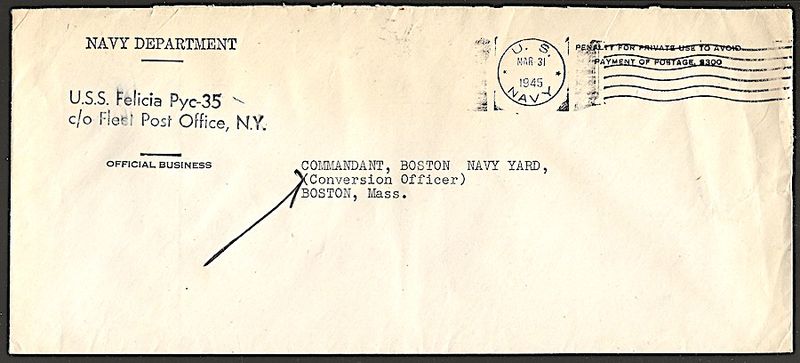 NAVY DEPARTMENT
U.S.S. Felicia Pyc-35
c/o Fleet Post Office, N.Y.
OFFICIAL BUSINESS
U. S.
MAR 31
1945
NAVY
PENALTY FOR PRIVATE USE TO AVOID
PAYMENT OF POSTAGE, $300
COMMANDANT, BOSTON NAVY YARD,
(Conversion Officer)
BOSTON, Mass.